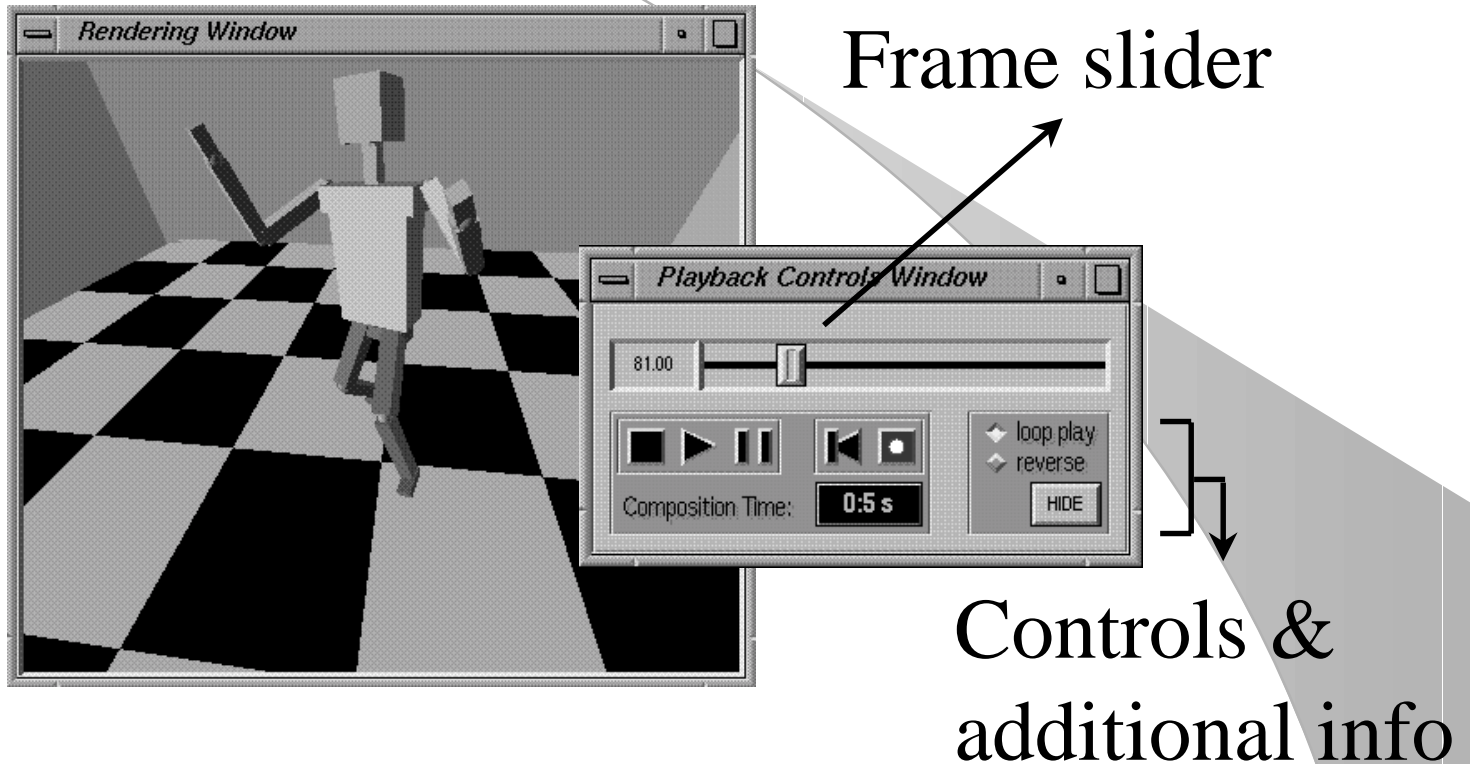 Rendering Window
Frame slider
Playback Controls Window
81.00
loop play
reverse
Composition Time:
0:5 s
HIDE
Controls &
additional info